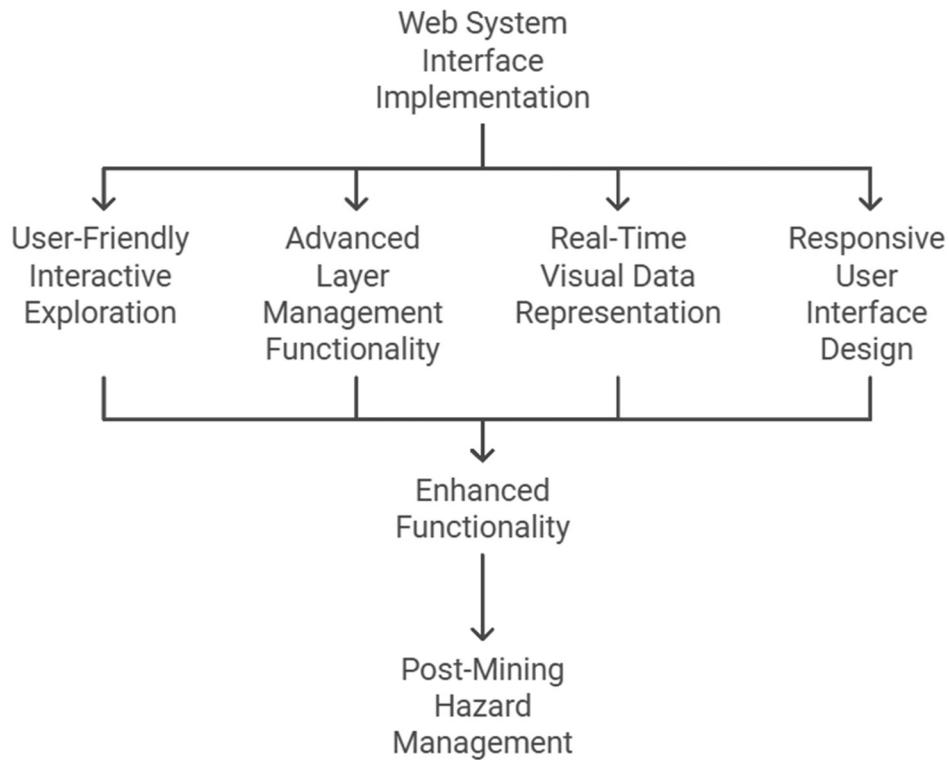 Web System
Interface
Implementation
User-Friendly
Interactive
Exploration
Advanced
Layer
Management
Functionality
Real-Time
Visual Data
Representation
Responsive
User
Interface
Design
Enhanced
Functionality
Post-Mining
Hazard
Management